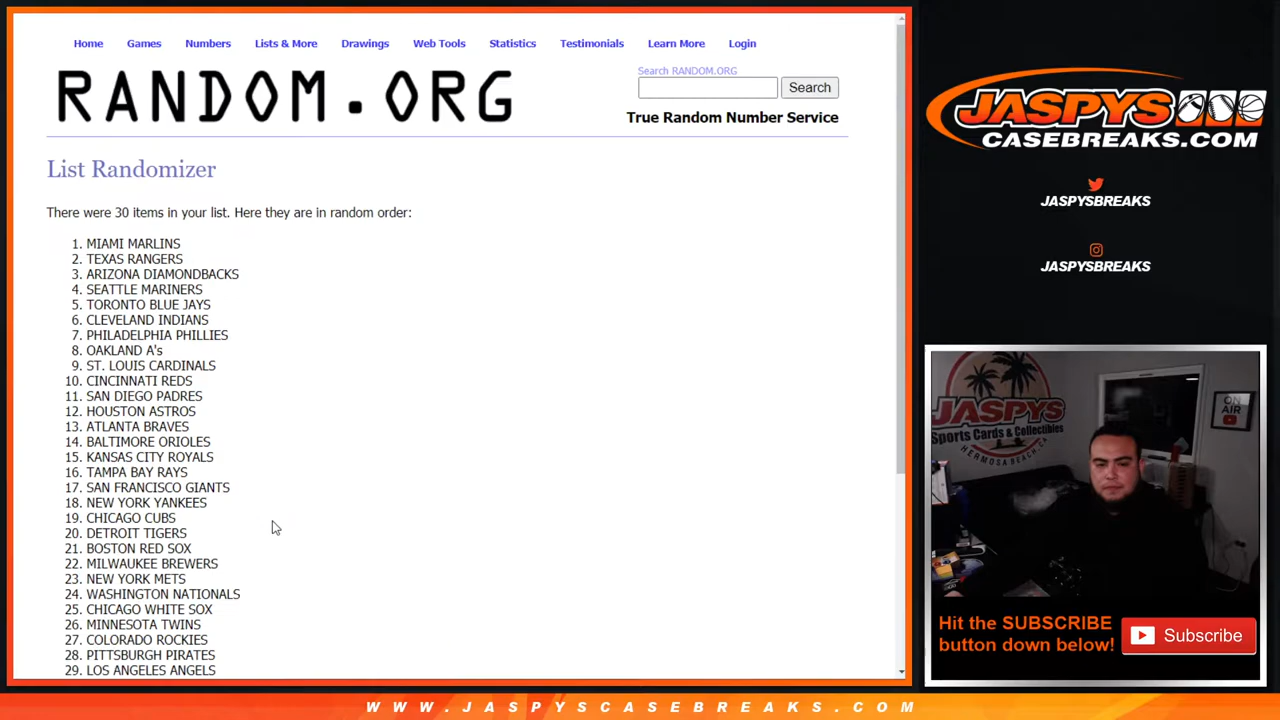 Home Games Numbers Lists & More Drawings Web Tools Statistics Testimonials Learn More Login
RANDOM.ORG
Search RANDOM.ORG
Search
True Random Number Service
List Randomizer
There were 30 items in your list. Here they are in random order:
1. MIAMI MARLINS
2. TEXAS RANGERS
3. ARIZONA DIAMONDBACKS
4. SEATTLE MARINERS
5. TORONTO BLUE JAYS
6. CLEVELAND INDIANS
7. PHILADELPHIA PHILLIES
8. OAKLAND A's
9. ST. LOUIS CARDINALS
10. CINCINNATI REDS
11. SAN DIEGO PADRES
12. HOUSTON ASTROS
13. ATLANTA BRAVES
14. BALTIMORE ORIOLES
15. KANSAS CITY ROYALS
16. TAMPA BAY RAYS
17. SAN FRANCISCO GIANTS
18. NEW YORK YANKEES
19. CHICAGO CUBS
20. DETROIT TIGERS
21. BOSTON RED SOX
22. MILWAUKEE BREWERS
23. NEW YORK METS
24. WASHINGTON NATIONALS
25. CHICAGO WHITE SOX
26. MINNESOTA TWINS
27. COLORADO ROCKIES
28. PITTSBURGH PIRATES
29. LOS ANGELES ANGELS
JASPYS
CASEBREAKS.COM
JASPYSBREAKS
JASPYSBREAKS
JASPYS
Sports Cards & Collectibles
HERMOSA BEACH, CA
ON AIR
Hit the SUBSCRIBE
button down below!
Subscribe
WWW.JASPYSCASEBREAKS.COM